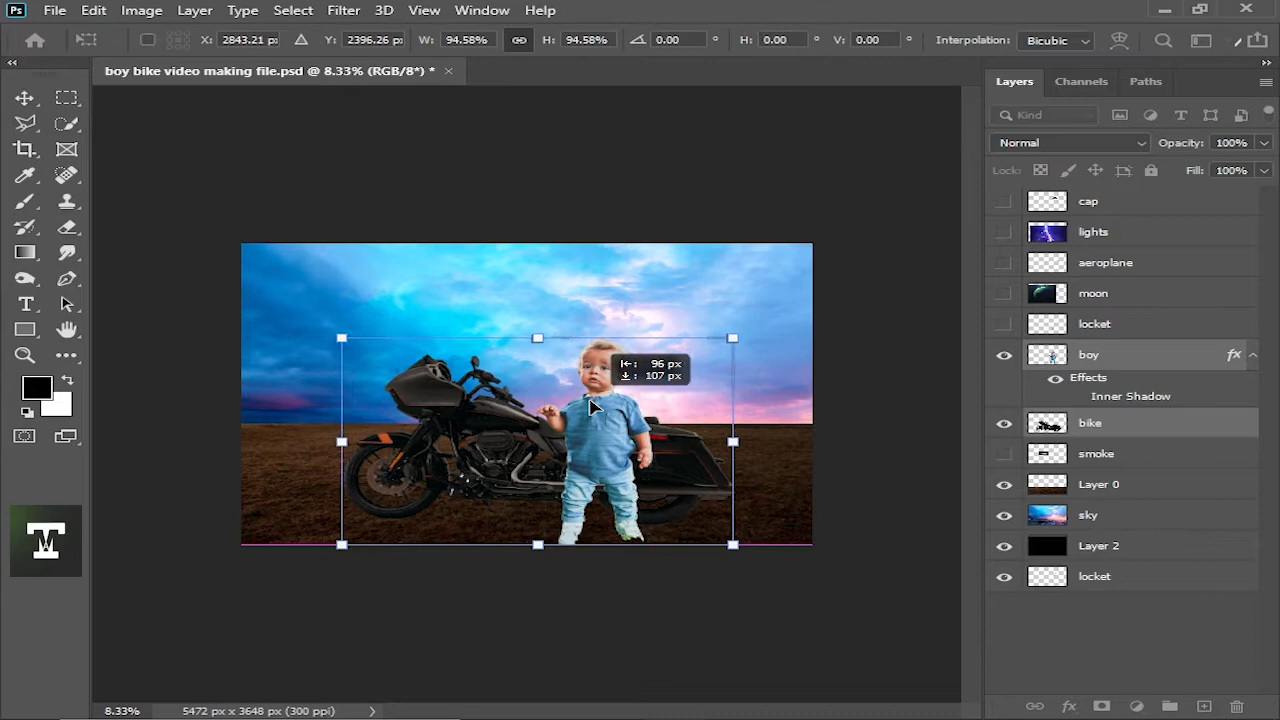 Ps File Edit Image Layer Type Select Filter 3D View Window Help
X: 2843.21 p Y: 2396.26 p W: 94.58% H: 94.58% 0.00 ° H: 0.00 ° V: 0.00 ° Interpolation: Bicubic
boy bike video making file.psd @ 8.33% (RGB/8*) * ×
Layers Channels Paths
Kind
Normal Opacity: 100%
Lock: Fill: 100%
cap
lights
aeroplane
moon
locket
boy fx
Effects
Inner Shadow
bike
smoke
Layer 0
sky
Layer 2
locket
96 px
107 px
T
8.33% 5472 px x 3648 px (300 ppi)
fx